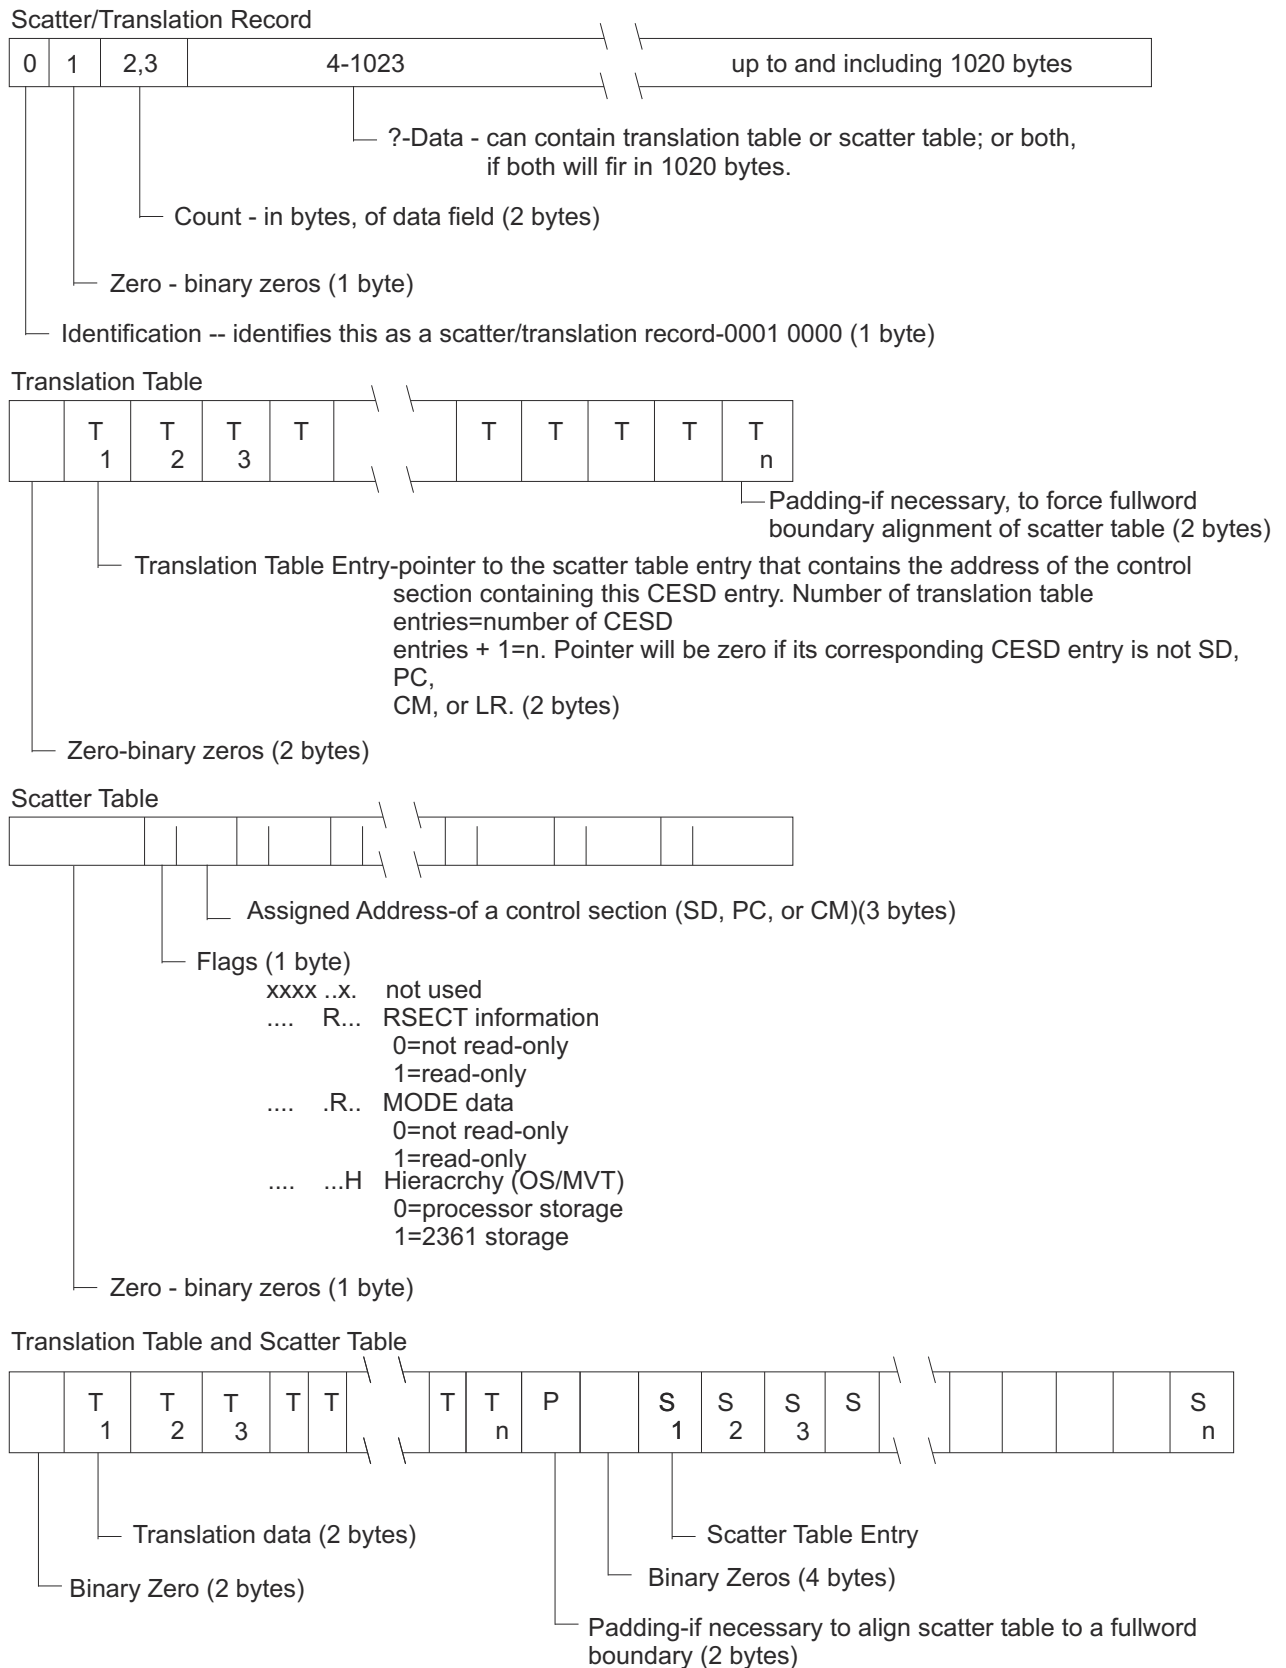 Scatter/Translation Record
0 1 2,3 4-1023 up to and including 1020 bytes
?-Data - can contain translation table or scatter table; or both,
if both will fir in 1020 bytes.
Count - in bytes, of data field (2 bytes)
Zero - binary zeros (1 byte)
Identification -- identifies this as a scatter/translation record-0001 0000 (1 byte)
Translation Table
T T T T T T T T T
1 2 3 n
Padding-if necessary, to force fullword
boundary alignment of scatter table (2 bytes)
Translation Table Entry-pointer to the scatter table entry that contains the address of the control
section containing this CESD entry. Number of translation table
entries=number of CESD
entries + 1=n. Pointer will be zero if its corresponding CESD entry is not SD,
PC,
CM, or LR. (2 bytes)
Zero-binary zeros (2 bytes)
Scatter Table
Assigned Address-of a control section (SD, PC, or CM)(3 bytes)
Flags (1 byte)
xxxx ..x. not used
.... R... RSECT information
0=not read-only
1=read-only
.... .R.. MODE data
0=not read-only
1=read-only
.... ...H Hieracrchy (OS/MVT)
0=processor storage
1=2361 storage
Zero - binary zeros (1 byte)
Translation Table and Scatter Table
T T T T T T T P S S S S S
1 2 3 n 1 2 3 n
Translation data (2 bytes)
Scatter Table Entry
Binary Zero (2 bytes)
Binary Zeros (4 bytes)
Padding-if necessary to align scatter table to a fullword
boundary (2 bytes)